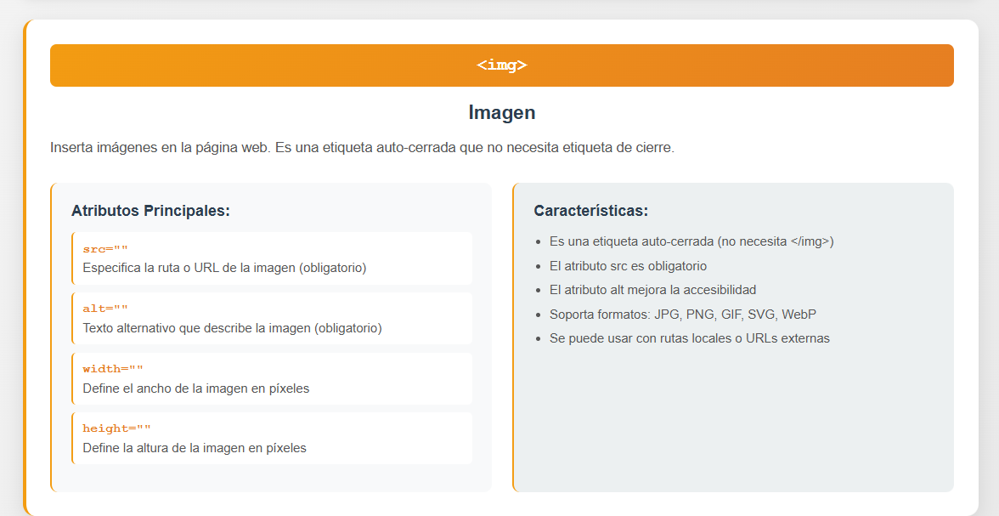 <img>
Imagen
Inserta imágenes en la página web. Es una etiqueta auto-cerrada que no necesita etiqueta de cierre.
Atributos Principales:
src=""
Especifica la ruta o URL de la imagen (obligatorio)
alt=""
Texto alternativo que describe la imagen (obligatorio)
width=""
Define el ancho de la imagen en píxeles
height=""
Define la altura de la imagen en píxeles
Características:
• Es una etiqueta auto-cerrada (no necesita </img>)
• El atributo src es obligatorio
• El atributo alt mejora la accesibilidad
• Soporta formatos: JPG, PNG, GIF, SVG, WebP
• Se puede usar con rutas locales o URLs externas